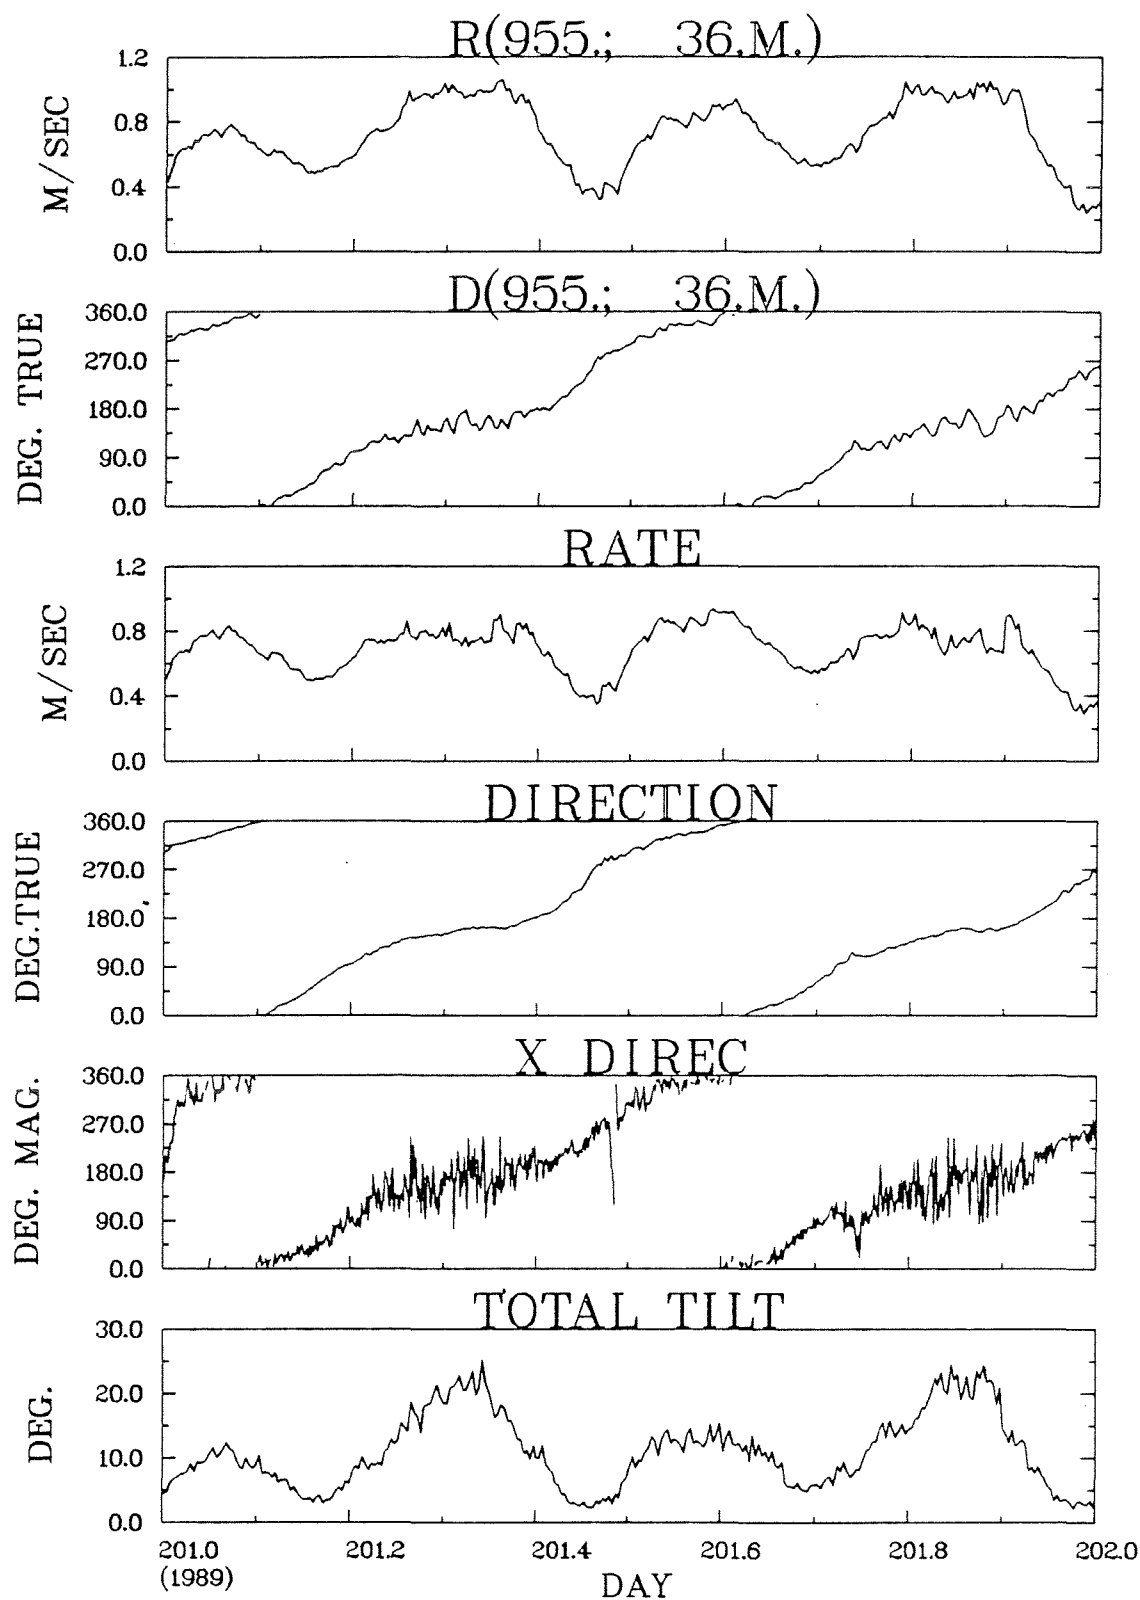 R(955.; 36.M.)
M/SEC
1.2
0.8
0.4
0.0
D(955.; 36.M.)
DEG. TRUE
360.0
270.0
180.0
90.0
0.0
RATE
M/SEC
1.2
0.8
0.4
0.0
DIRECTION
DEG.TRUE
360.0
270.0
180.0
90.0
0.0
X DIREC
DEG. MAG.
360.0
270.0
180.0
90.0
0.0
TOTAL TILT
DEG.
30.0
20.0
10.0
0.0
201.0 201.2 201.4 201.6 201.8 202.0
(1989)
DAY